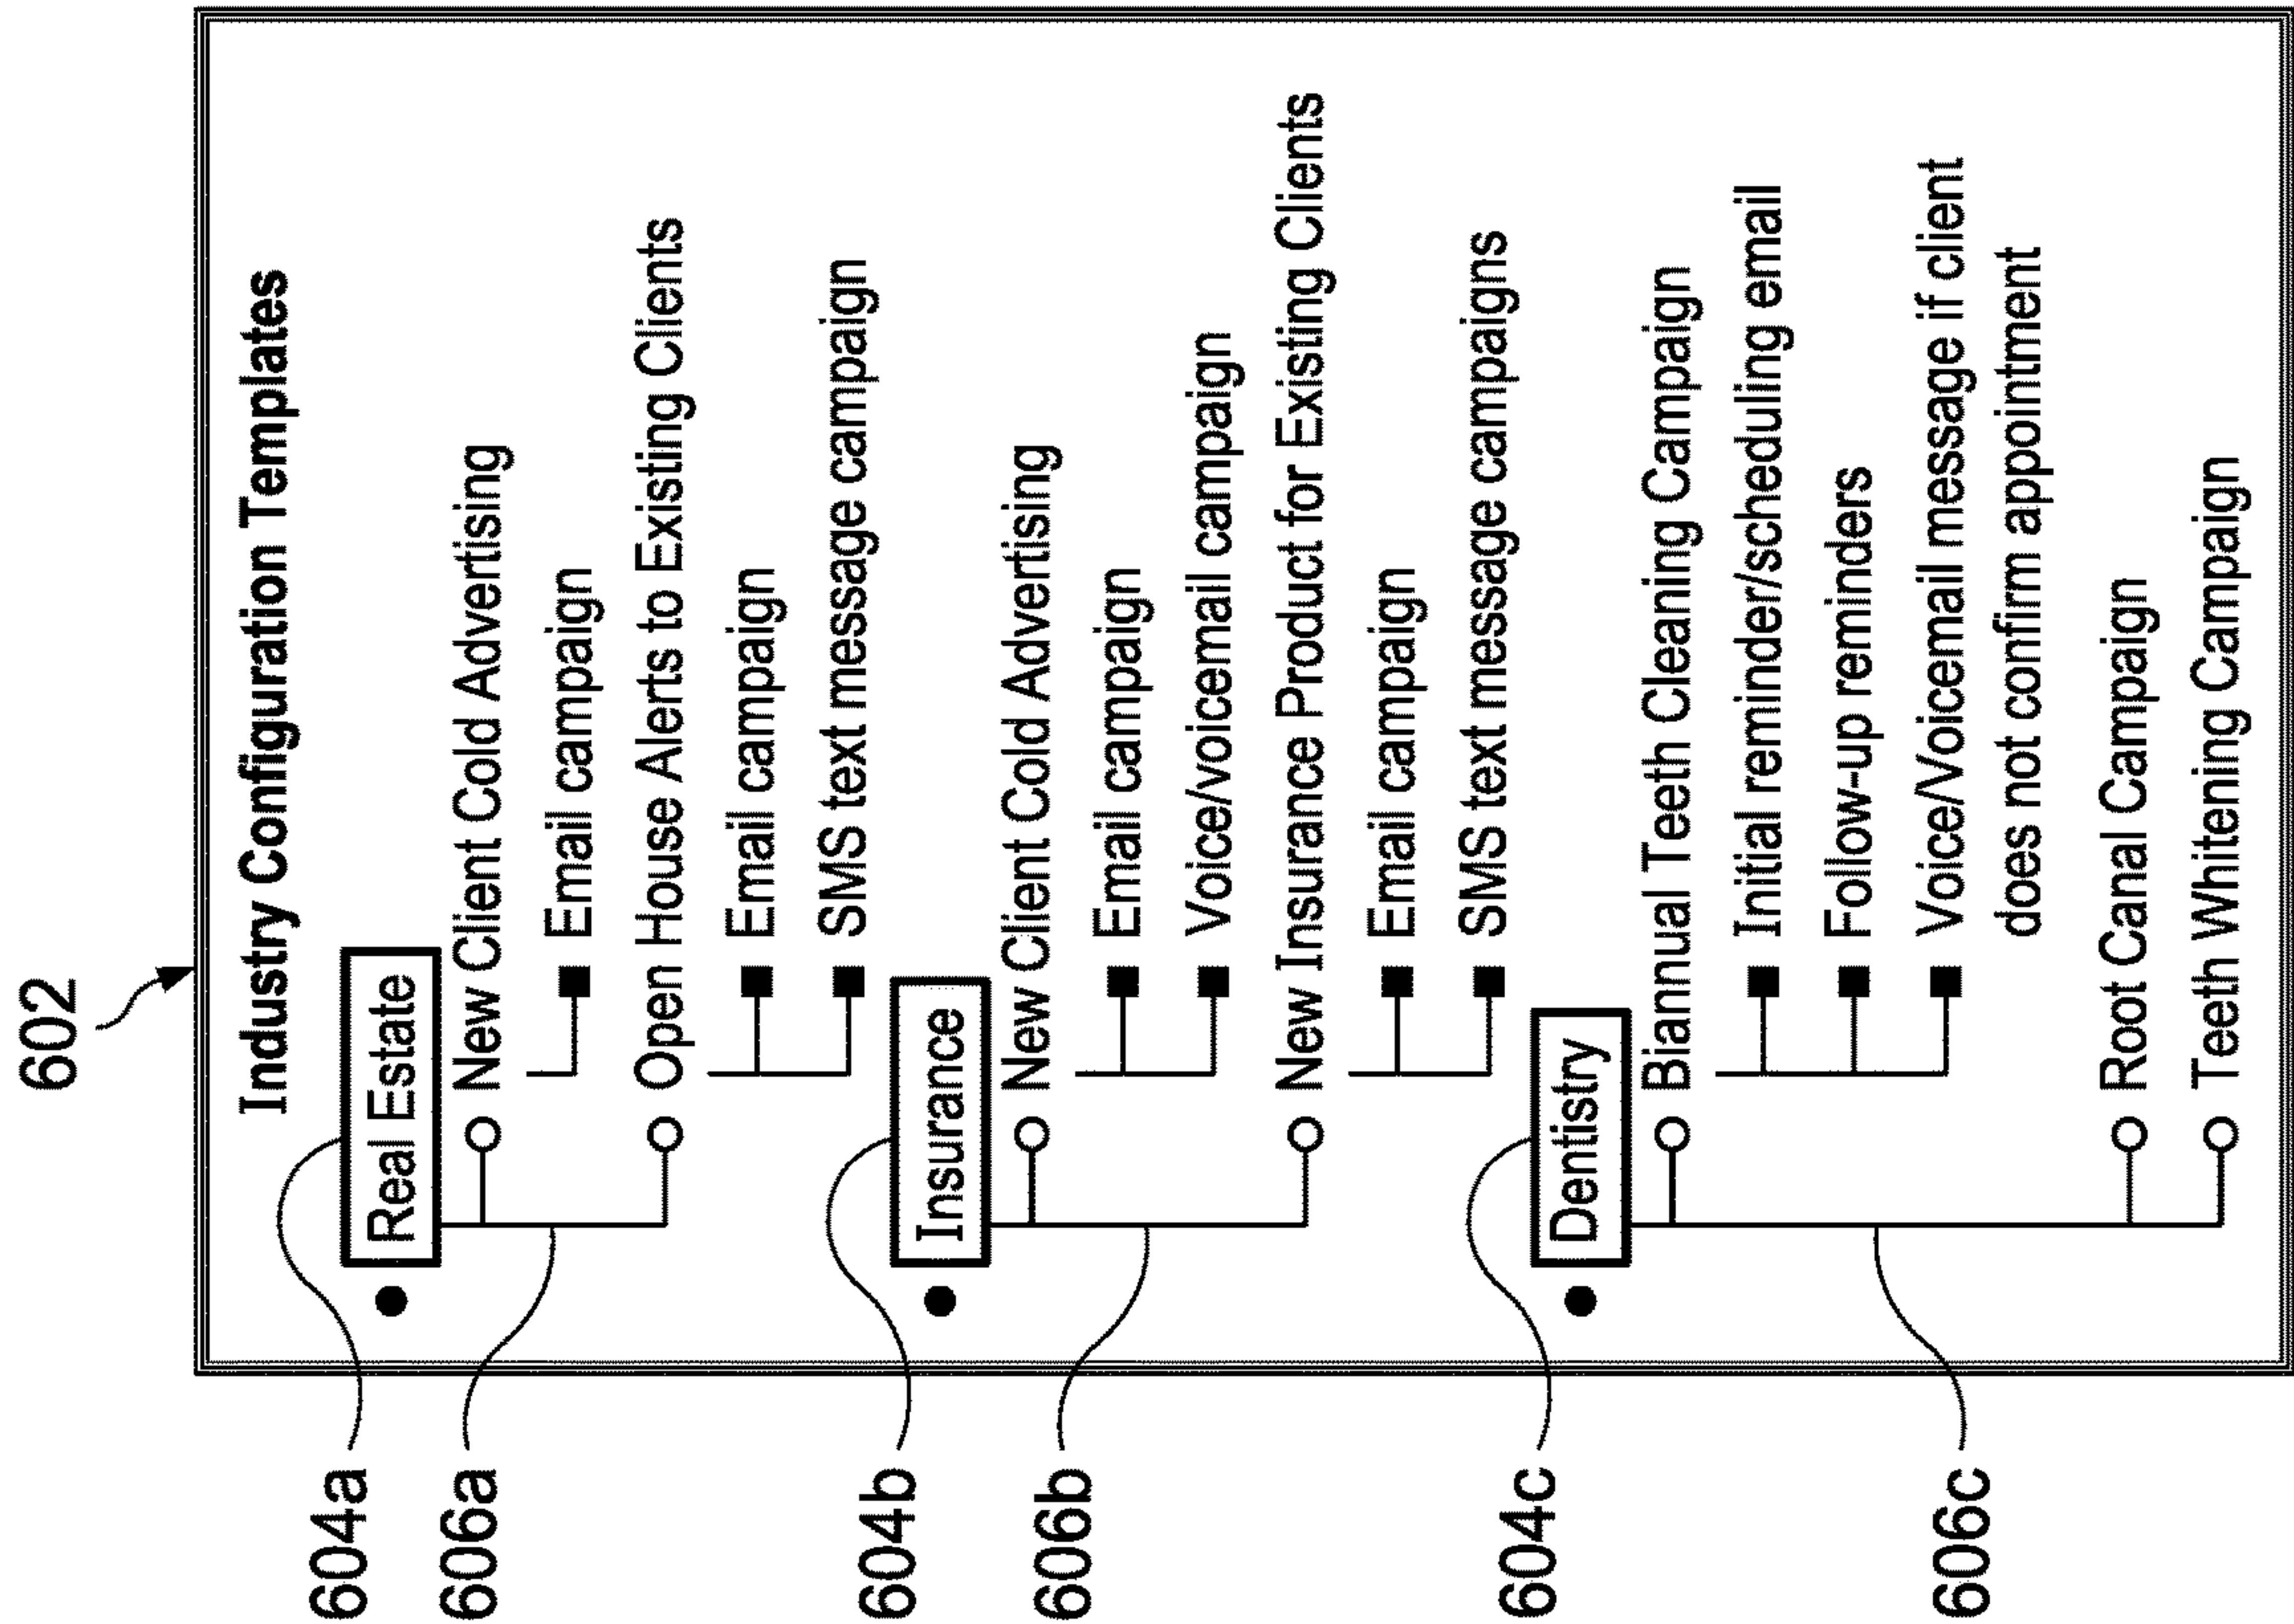 602
Industry Configuration Templates
604a
Real Estate
606a
New Client Cold Advertising
Email campaign
Open House Alerts to Existing Clients
Email campaign
SMS text message campaign
604b
Insurance
606b
New Client Cold Advertising
Email campaign
Voice/voicemail campaign
New Insurance Product for Existing Clients
Email campaign
SMS text message campaigns
604c
Dentistry
Biannual Teeth Cleaning Campaign
Initial reminder/scheduling email
Follow-up reminders
Voice/Voicemail message if client
does not confirm appointment
606c
Root Canal Campaign
Teeth Whitening Campaign